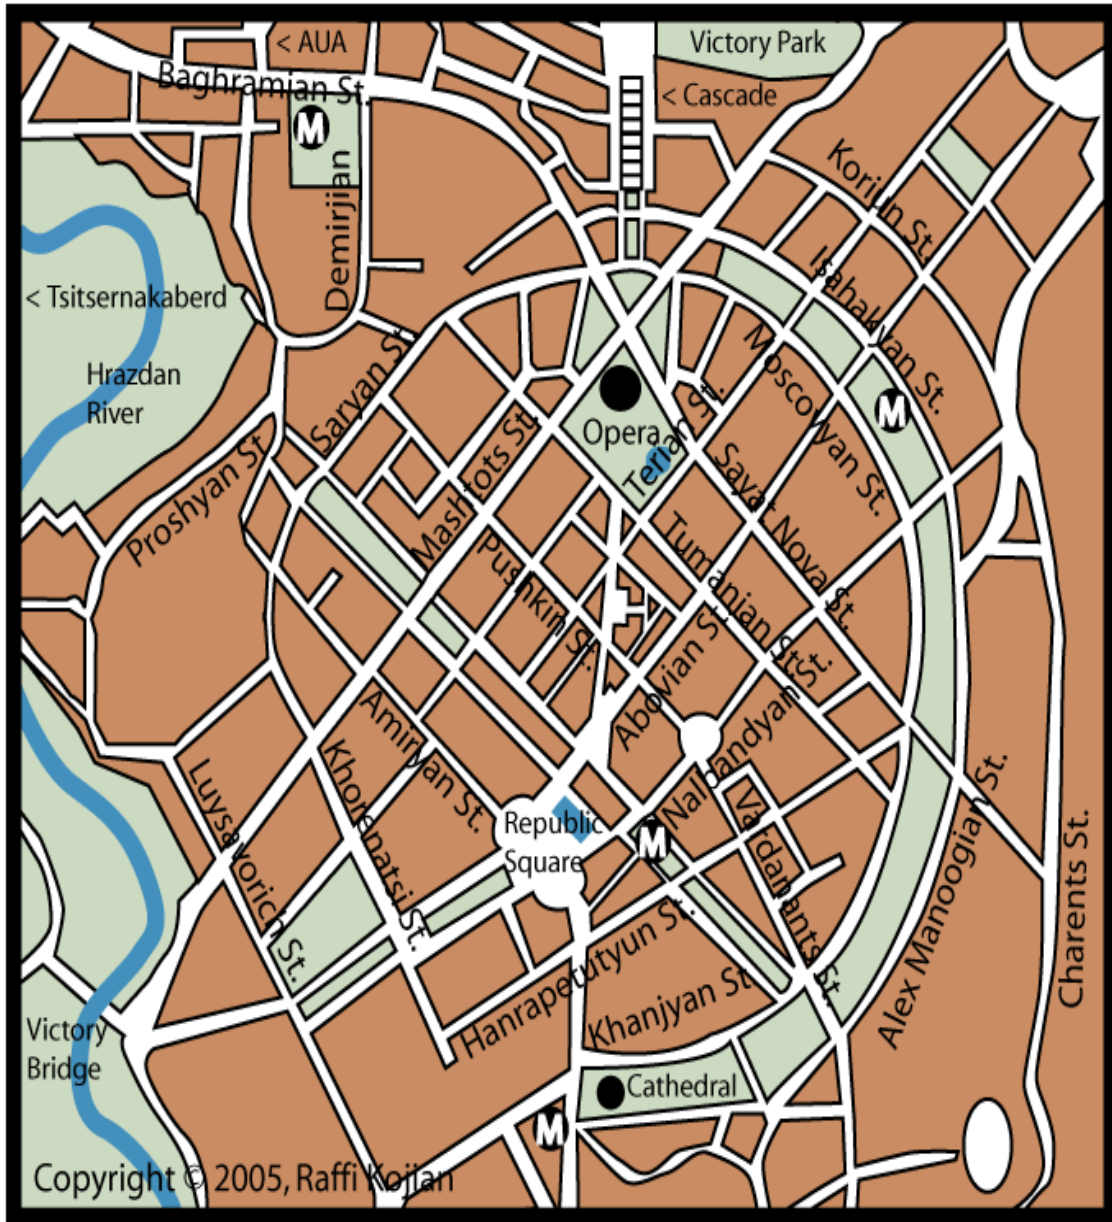 < AUA
Victory Park
Baghramian St.
< Cascade
M
Koriun St.
Demirjian
Isahakyan St.
< Tsitsernakaberd
Moscovyan St.
Saryan St.
Hrazdan
River
M
Mashtots St.
Opera
Terian St.
Sayat Nova St.
Proshyan St.
Pushkin St.
Tumanian St.
Abovian St.
Nalbandyan St.
Amiryan St.
Khorenatsi St.
Luysavorich St.
Republic
Square
M
Vardanants St.
Alex Manoogian St.
Charents St.
Hanrapetutyun St.
Khanjyan St.
Victory
Bridge
Cathedral
M
Copyright © 2005, Raffi Kojian